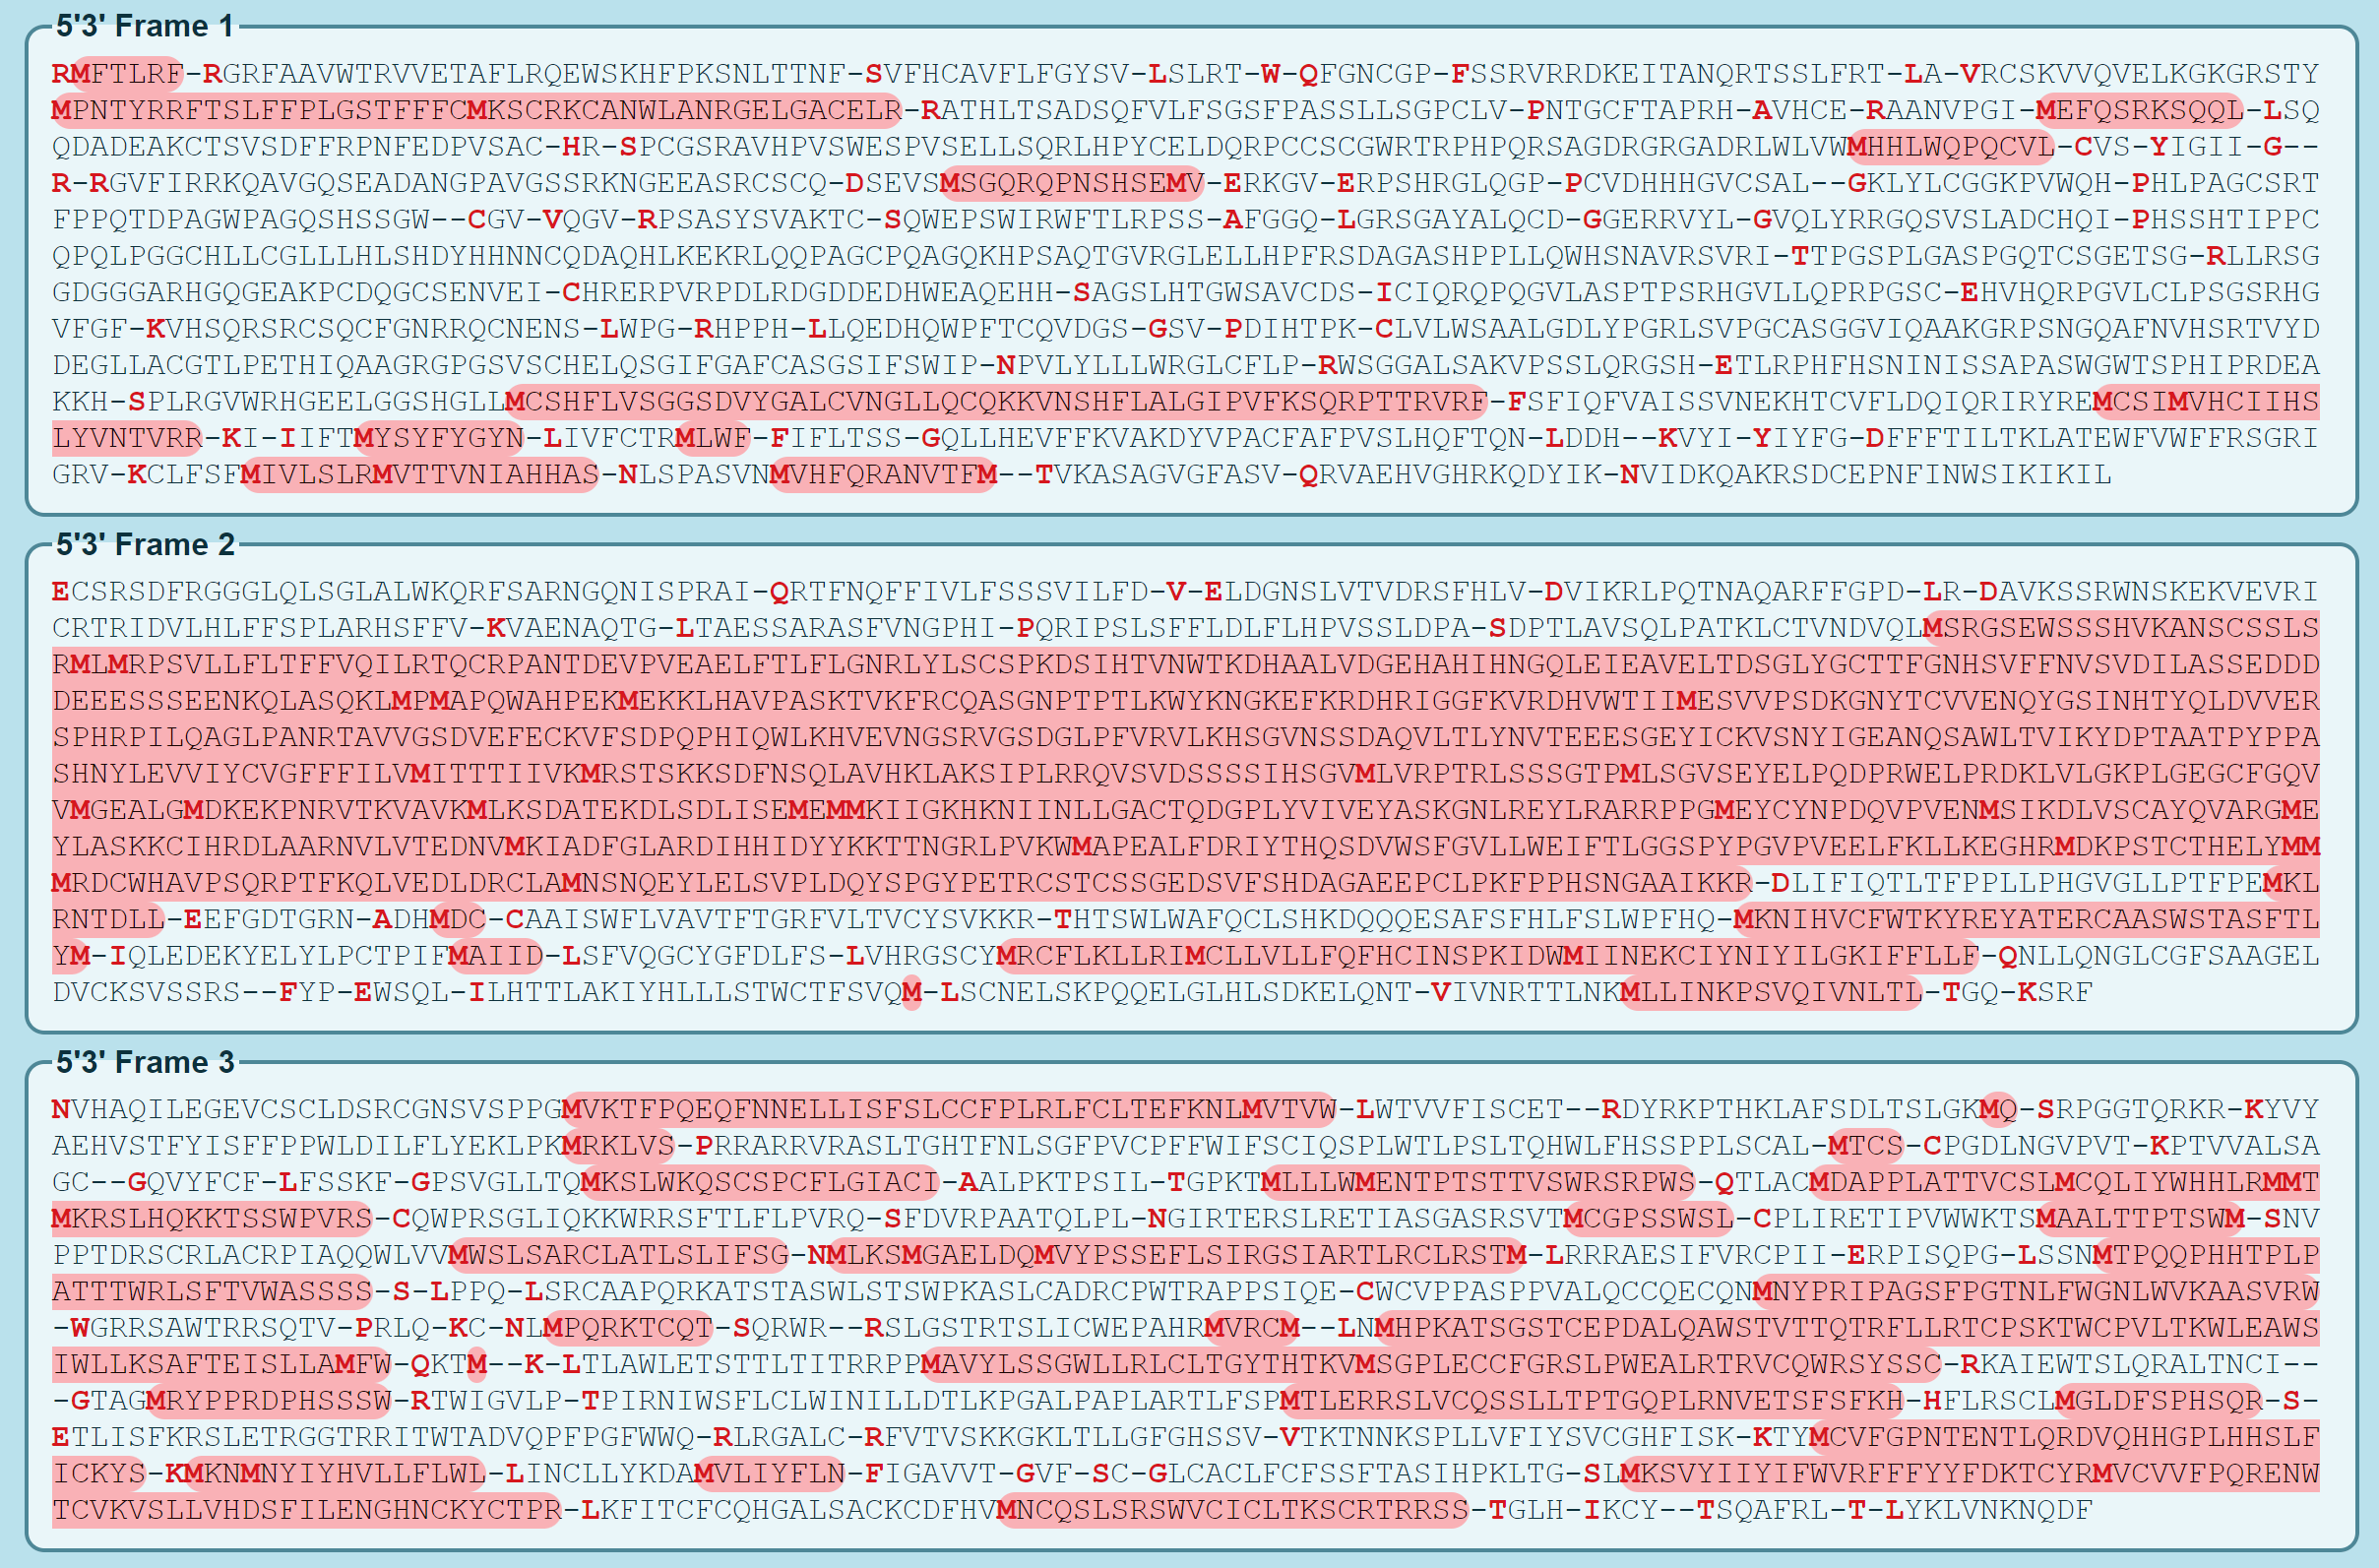 5'3' Frame 1
RMFTLRF-RGRFAAVWTRVVETAFLRQEWSKHFPKSNLTTNF-SVFHCAVFLFGYSV-LSLRT-W-QFGNCGP-FSSRVRRDKEITANQRTSSLFRT-LA-VRCSKVVQVELKGKGRSTY
MPNTYRRFTSLFFPLGSTFFFCMKSCRKCANWLANRGELGACELR-RATHLTSADSQFVLFSGSFPASSLLSGPCLV-PNTGCFTAPRH-AVHCE-RAANVPGI-MEFQSRKSQQL-LSQ
QDADEAKCTSVSDFFRPNFEDPVSAC-HR-SPCGSRAVHPVSWESPVSELLSQRLHPYCELDQRPCCSCGWRTRPHPQRSAGDRGRGADRLWLVWMHHLWQPQCVL-CVS-YIGII-G--
R-RGVFIRRKQAVGQSEADANGPAVGSSRKNGEEASRCSCQ-DSEVSMSGQRQPNSHSEMV-ERKGV-ERPSHRGLQGP-PCVDHHHGVCSAL--GKLYLCGGKPVWQH-PHLPAGCSRT
FPPQTDPAGWPAGQSHSSGW--CGV-VQGV-RPSASYSVAKTC-SQWEPSWIRWFTLRPSS-AFGGQ-LGRSGAYALQCD-GGERRVYL-GVQLYRRGQSVSLADCHQI-PHSSHTIPPC
QPQLPGGCHLLCGLLLHLSHDYHHNNCQDAQHLKEKRLQQPAGCPQAGQKHPSAQTGVRGLELLHPFRSDAGASHPPLLQWHSNAVRSVRI-TTPGSPLGASPGQTCSGETSG-RLLRSG
GDGGGARHGQGEAKPCDQGCSENVEI-CHRERPVRPDLRDGDDEDHWEAQEHH-SAGSLHTGWSAVCDS-ICIQRQPQGVLASPTPSRHGVLLQPRPGSC-EHVHQRPGVLCLPSGSRHG
VFGF-KVHSQRSRCSQCFGNRRQCNENS-LWPG-RHPPH-LLQEDHQWPFTCQVDGS-GSV-PDIHTPK-CLVLWSAALGDLYPGRLSVPGCASGGVIQAAKGRPSNGQAFNVHSRTVYD
DEGLLACGTLPETHIQAAGRGPGSVSCHELQSGIFGAFCASGSIFSWIP-NPVLYLLLWRGLCFLP-RWSGGALSAKVPSSLQRGSH-ETLRPHFHSNINISSAPASWGWTSPHIPRDEA
KKH-SPLRGVWRHGEELGGSHGLLMCSHFLVSGGSDVYGALCVNGLLQCQKKVNSHFLALGIPVFKSQRPTTRVRF-FSFIQFVAISSVNEKHTCVFLDQIQRIRYREMCSIMVHCIIHS
LYVNTVRR-KI-IIFTMYSYFYGYN-LIVFCTRMLWF-FIFLTSS-GQLLHEVFFKVAKDYVPACFAFPVSLHQFTQN-LDDH--KVYI-YIYFG-DFFFTILTKLATEWFVWFFRSGRI
GRV-KCLFSFMIVLSLRMVTTVNIAHHAS-NLSPASVNMVHFQRANVTFM--TVKASAGVGFASV-QRVAEHVGHRKQDYIK-NVIDKQAKRSDCEPNFINWSIKIKIL
5'3' Frame 2
ECSRSDFRGGGLQLSGLALWKQRFSARNGQNISPRAI-QRTFNQFFIVLFSSSVILFD-V-ELDGNSLVTVDRSFHLV-DVIKRLPQTNAQARFFGPD-LR-DAVKSSRWNSKEKVEVRI
CRTRIDVLHLFFSPLARHSFFV-KVAENAQTG-LTAESSARASFVNGPHI-PQRIPSLSFFLDLFLHPVSSLDPA-SDPTLAVSQLPATKLCTVNDVQLMSRGSEWSSSHVKANSCSSLS
RMLMRPSVLLFLTFFVQILRTQCRPANTDEVPVEAELFTLFLGNRLYLSCSPKDSIHTVNWTKDHAALVDGEHAHIHNGQLEIEAVELTDSGLYGCTTFGNHSVFFNVSVDILASSEDDD
DEEESSSEENKQLASQKLMPMAPQWAHPEKMEKKLHAVPASKTVKFRCQASGNPTPTLKWYKNGKEFKRDHRIGGFKVRDHVWTIIMESVVPSDKGNYTCVVENQYGSINHTYQLDVVER
SPHRPILQAGLPANRTAVVGSDVEFECKVFSDPQPHIQWLKHVEVNGSRVGSDGLPFVRVLKHSGVNSSDAQVLTLYNVTEEESGEYICKVSNYIGEANQSAWLTVIKYDPTAATPYPPA
SHNYLEVVIYCVGFFFILVMITTTIIVKMRSTSKKSDFNSQLAVHKLAKSIPLRRQVSVDSSSSIHSGVMLVRPTRLSSSGTPMLSGVSEYELPQDPRWELPRDKLVLGKPLGEGCFGQV
VMGEALGMDKEKPNRVTKVAVKMLKSDATEKDLSDLISEMEMMKIIGKHKNIINLLGACTQDGPLYVIVEYASKGNLREYLRARRPPGMEYCYNPDQVPVENMSIKDLVSCAYQVARGME
YLASKKCIHRDLAARNVLVTEDNVMKIADFGLARDIHHIDYYKKTTNGRLPVKWMAPEALFDRIYTHQSDVWSFGVLLWEIFTLGGSPYPGVPVEELFKLLKEGHRMDKPSTCTHELYMM
MRDCWHAVPSQRPTFKQLVEDLDRCLAMNSNQEYLELSVPLDQYSPGYPETRCSTCSSGEDSVFSHDAGAEEPCLPKFPPHSNGAAIKKR-DLIFIQTLTFPPLLPHGVGLLPTFPEMKL
RNTDLL-EEFGDTGRN-ADHMDC-CAAISWFLVAVTFTGRFVLTVCYSVKKR-THTSWLWAFQCLSHKDQQQESAFSFHLFSLWPFHQ-MKNIHVCFWTKYREYATERCAASWSTASFTL
YM-IQLEDEKYELYLPCTPIFMAIID-LSFVQGCYGFDLFS-LVHRGSCYMRCFLKLLRIMCLLVLLFQFHCINSPKIDWMIINEKCIYNIYILGKIFFLLF-QNLLQNGLCGFSAAGEL
DVCKSVSSRS--FYP-EWSQL-ILHTTLAKIYHLLLSTWCTFSVQM-LSCNELSKPQQELGLHLSDKELQNT-VIVNRTTLNKMLLINKPSVQIVNLTL-TGQ-KSRF
5'3' Frame 3
NVHAQILEGEVCSCLDSRCGNSVSPPGMVKTFPQEQFNNELLISFSLCCFPLRLFCLTEFKNLMVTVW-LWTVVFISCET--RDYRKPTHKLAFSDLTSLGKMQ-SRPGGTQRKR-KYVY
AEHVSTFYISFFPPWLDILFLYEKLPKMRKLVS-PRRARRVRASLTGHTFNLSGFPVCPFFWIFSCIQSPLWTLPSLTQHWLFHSSPPLSCAL-MTCS-CPGDLNGVPVT-KPTVVALSA
GC--GQVYFCF-LFSSKF-GPSVGLLTQMKSLWKQSCSPCFLGIACI-AALPKTPSIL-TGPKTMLLLWMENTPTSTTVSWRSRPWS-QTLACMDAPPLATTVCSLMCQLIYWHHLRMMT
MKRSLHQKKTSSWPVRS-CQWPRSGLIQKKWRRSFTLFLPVRQ-SFDVRPAATQLPL-NGIRTERSLRETIASGASRSVTMCGPSSWSL-CPLIRETIPVWWKTSMAALTTPTSWM-SNV
PPTDRSCRLACRPIAQQWLVVMWSLSARCLATLSLIFSG-NMLKSMGAELDQMVYPSSEFLSIRGSIARTLRCLRSTM-LRRRAESIFVRCPII-ERPISQPG-LSSNMTPQQPHHTPLP
ATTTWRLSFTVWASSSS-S-LPPQ-LSRCAAPQRKATSTASWLSTSWPKASLCADRCPWTRAPPSIQE-CWCVPPASPPVALQCCQECQNMNYPRIPAGSFPGTNLFWGNLWVKAASVRW
-WGRRSAWTRRSQTV-PRLQ-KC-NLMPQRKTCQT-SQRWR--RSLGSTRTSLICWEPAHRMVRCM--LNMHPKATSGSTCEPDALQAWSTVTTQTRFLLRTCPSKTWCPVLTKWLEAWS
IWLLKSAFTEISLLAMFW-QKTM--K-LTLAWLETSTTLTITRRPPMAVYLSSGWLLRLCLTGYTHTKVMSGPLECCFGRSLPWEALRTRVCQWRSYSSC-RKAIEWTSLQRALTNCI--
-GTAGMRYPPRDPHSSSW-RTWIGVLP-TPIRNIWSFLCLWINILLDTLKPGALPAPLARTLFSPMTLERRSLVCQSSLLTPTGQPLRNVETSFSFKH-HFLRSCLMGLDFSPHSQR-S-
ETLISFKRSLETRGGTRRITWTADVQPFPGFWWQ-RLRGALC-RFVTVSKKGKLTLLGFGHSSV-VTKTNNKSPLLVFIYSVCGHFISK-KTYMCVFGPNTENTLQRDVQHHGPLHHSLF
ICKYS-KMKNMNYIYHVLLFLWL-LINCLLYKDAMVLIYFLN-FIGAVVT-GVF-SC-GLCACLFCFSSFTASIHPKLTG-SLMKSVYIIYIFWVRFFFYYFDKTCYRMVCVVFPQRENW
TCVKVSLLVHDSFILENGHNCKYCTPR-LKFITCFCQHGALSACKCDFHVMNCQSLSRSWVCICLTKSCRTRRSS-TGLH-IKCY--TSQAFRL-T-LYKLVNKNQDF